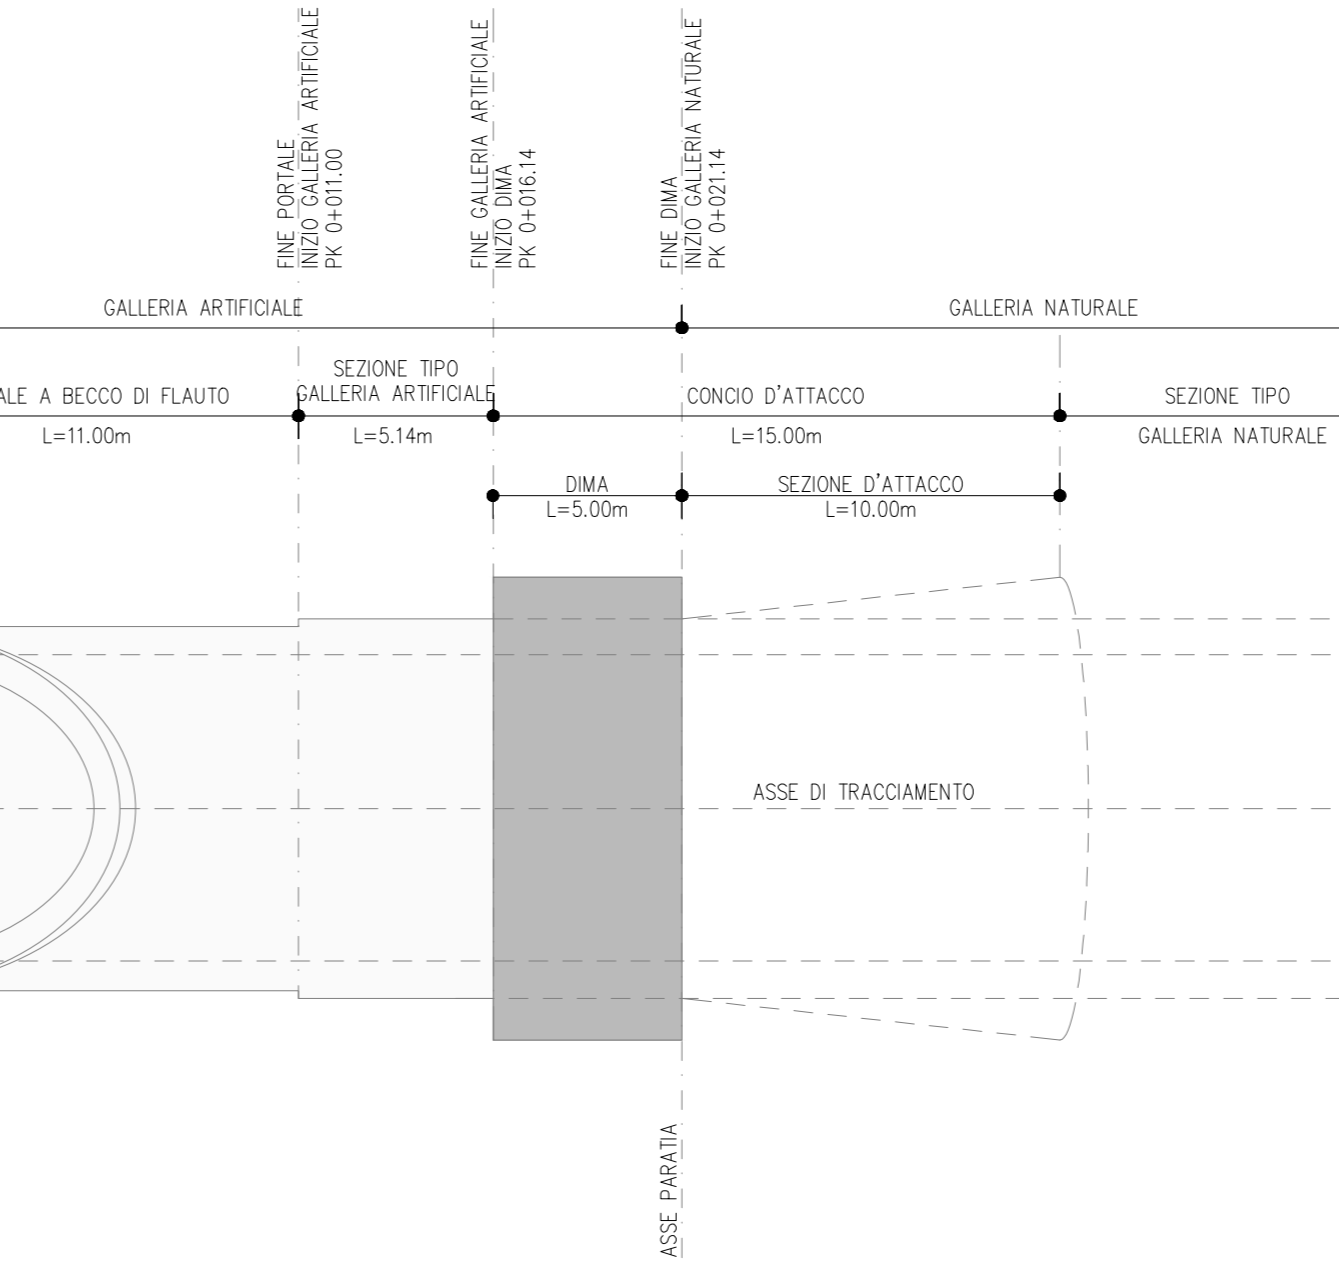 FINE PORTALE
INIZIO GALLERIA ARTIFICIALE
PK 0+011.00
FINE GALLERIA ARTIFICIALE
INIZIO DIMA
PK 0+016.14
FINE DIMA
INIZIO GALLERIA NATURALE
PK 0+021.14
GALLERIA ARTIFICIALE
GALLERIA NATURALE
ALE A BECCO DI FLAUTO
L=11.00m
SEZIONE TIPO
GALLERIA ARTIFICIALE
L=5.14m
CONCIO D'ATTACCO
L=15.00m
SEZIONE TIPO
GALLERIA NATURALE
DIMA
L=5.00m
SEZIONE D'ATTACCO
L=10.00m
ASSE DI TRACCIAMENTO
ASSE PARATIA